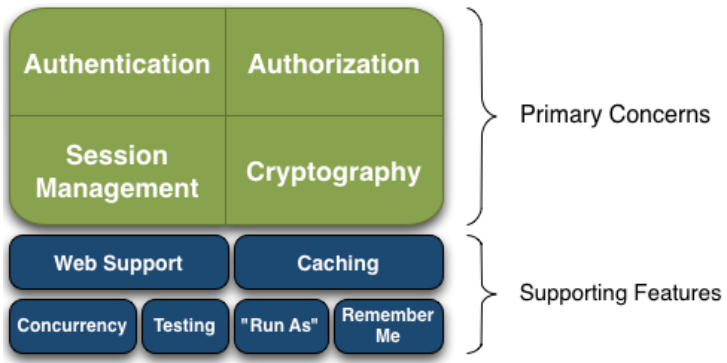 Authentication
Authorization
Primary Concerns
Session
Management
Cryptography
Web Support
Caching
Supporting Features
Concurrency
Testing
"Run As"
Remember
Me